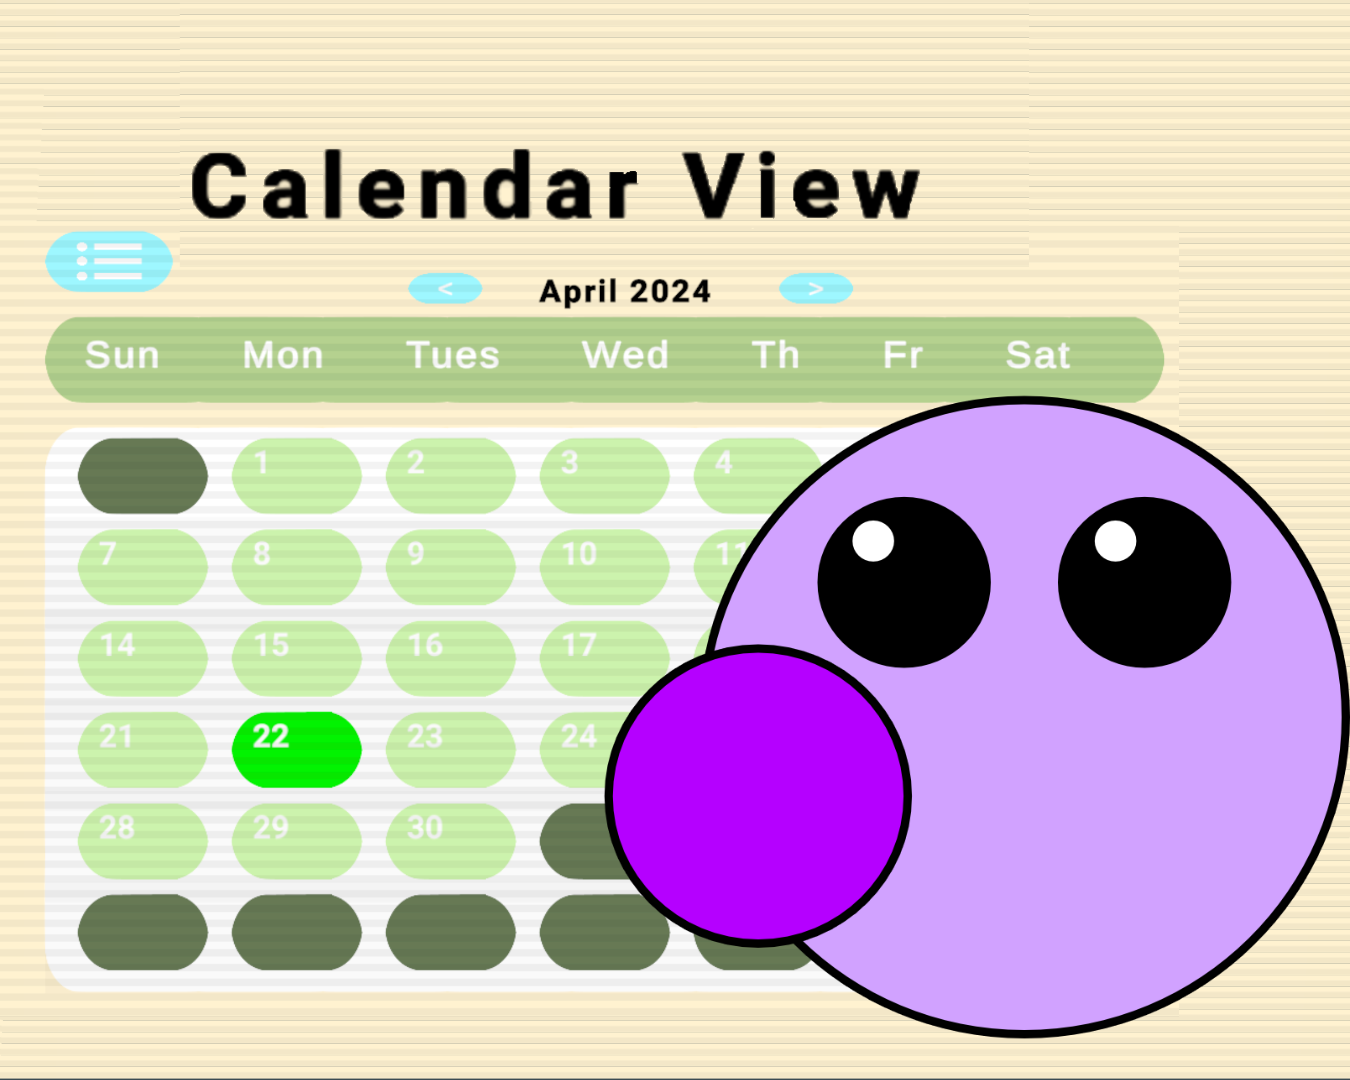 Calendar View
< April 2024 >
Sun Mon Tues Wed Th Fr Sat
1 2 3 4
7 8 9 10 11
14 15 16 17
21 22 23 24
28 29 30